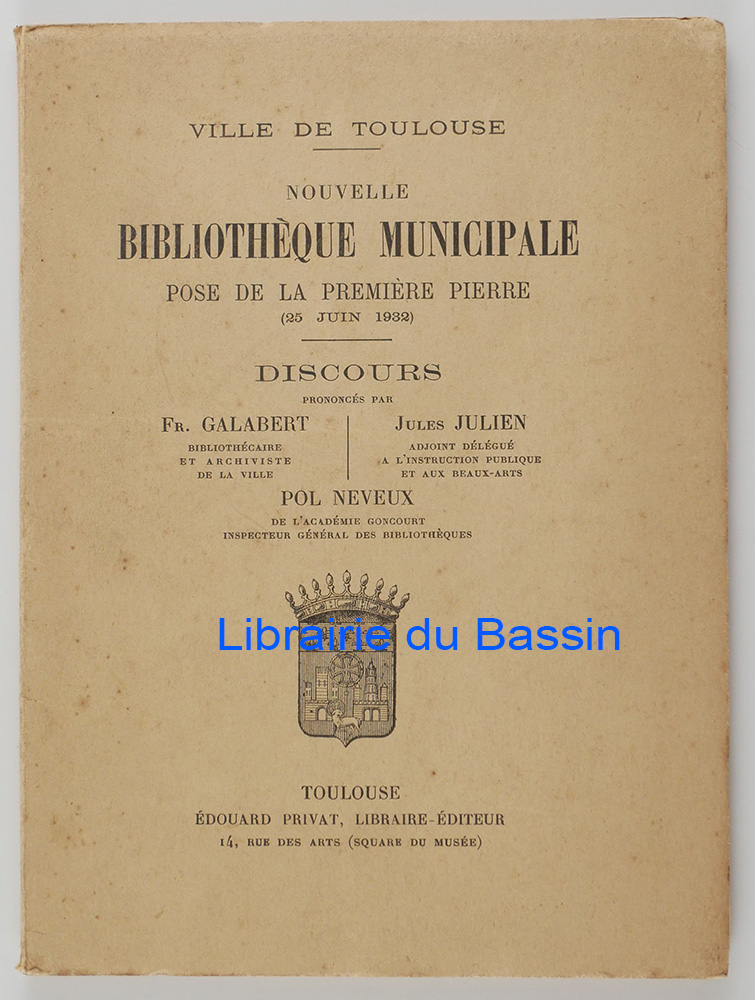 VILLE DE TOULOUSE
NOUVELLE
BIBLIOTHÈQUE MUNICIPALE
POSE DE LA PREMIÈRE PIERRE
(25 JUIN 1932)
DISCOURS
PRONONCÉS PAR
FR. GALABERT
BIBLIOTHÉCAIRE
ET ARCHIVISTE
DE LA VILLE
JULES JULIEN
ADJOINT DÉLÉGUÉ
A L'INSTRUCTION PUBLIQUE
ET AUX BEAUX-ARTS
POL NEVEUX
DE L'ACADÉMIE GONCOURT
INSPECTEUR GÉNÉRAL DES BIBLIOTHÈQUES
Librairie du Bassin
TOULOUSE
ÉDOUARD PRIVAT, LIBRAIRE-ÉDITEUR
14, RUE DES ARTS (SQUARE DU MUSÉE)